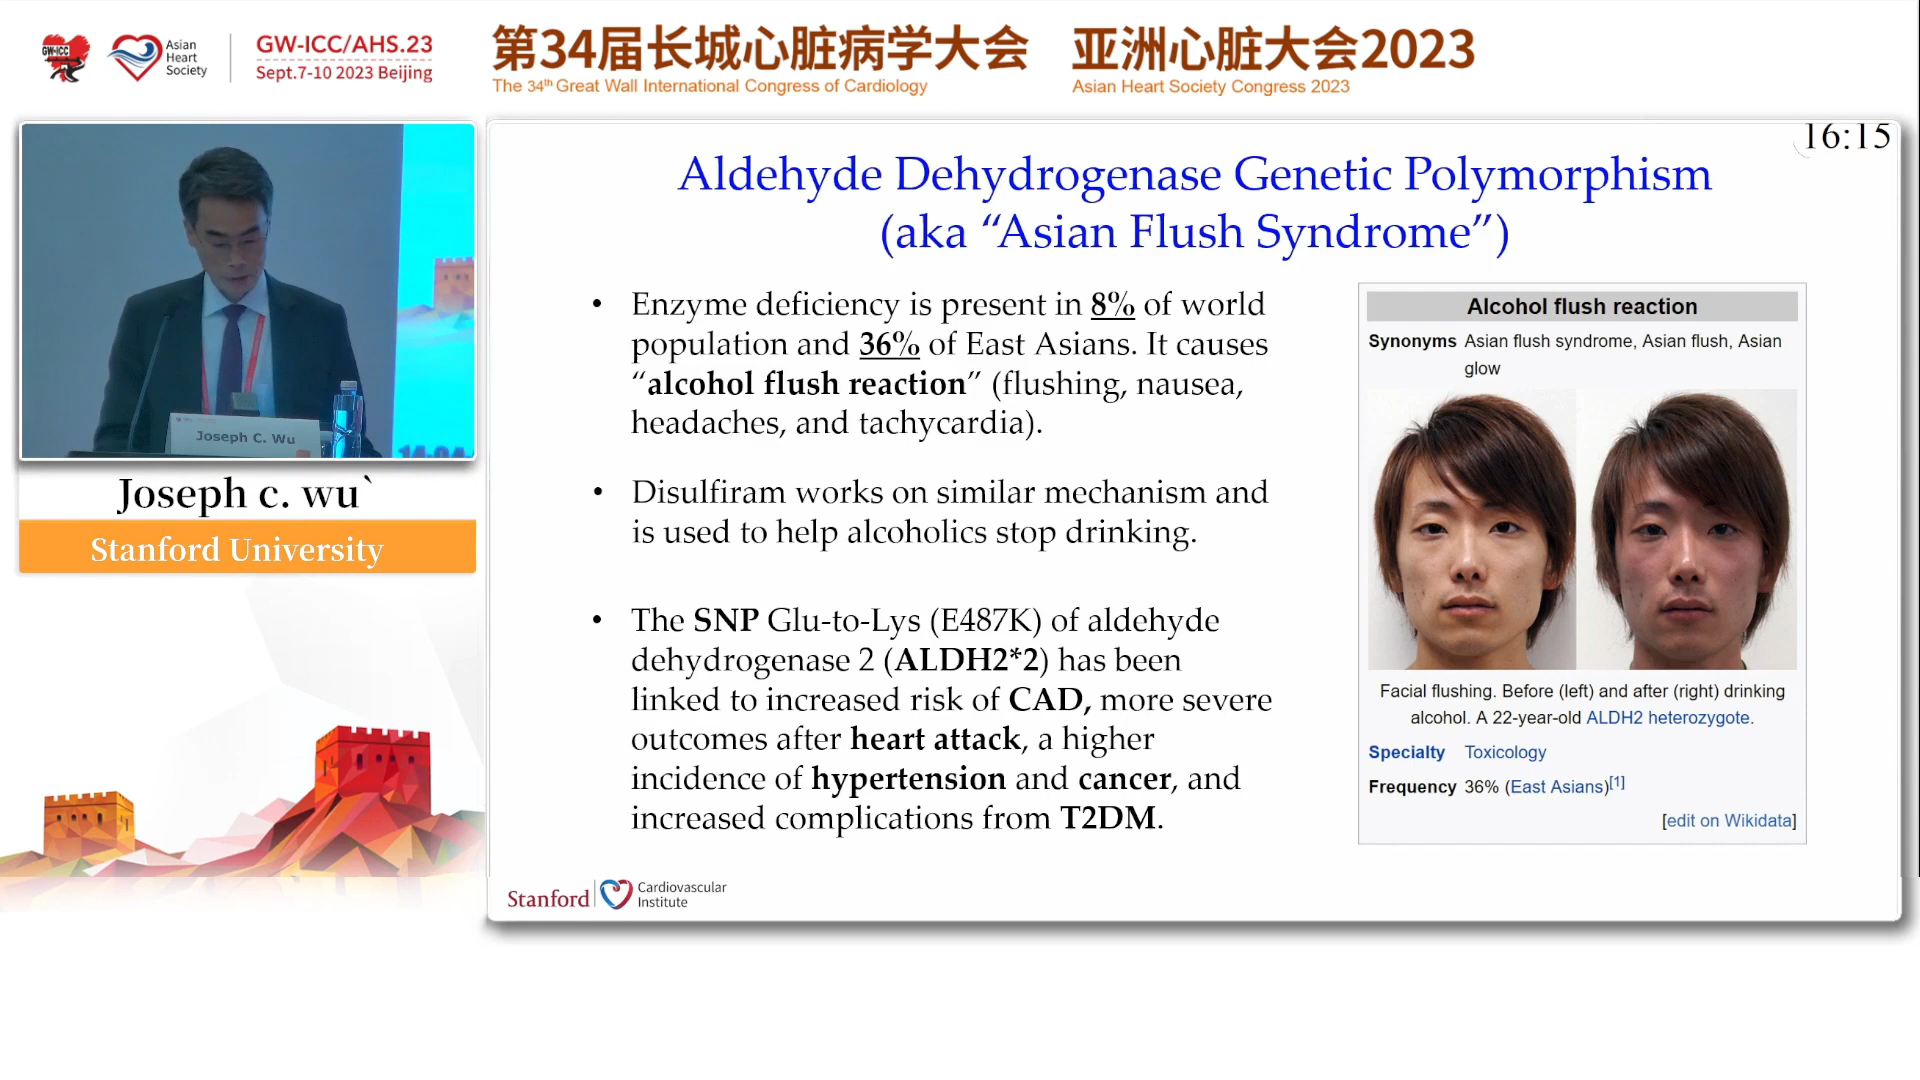 GW-ICC
Asian
Heart
Society
GW-ICC/AHS.23
Sept.7-10 2023 Beijing
第34届长城心脏病学大会
The 34th Great Wall International Congress of Cardiology
亚洲心脏大会2023
Asian Heart Society Congress 2023
Joseph C. Wu
Joseph c. wu`
Stanford University
16:15
Aldehyde Dehydrogenase Genetic Polymorphism
(aka “Asian Flush Syndrome”)
• Enzyme deficiency is present in 8% of world
population and 36% of East Asians. It causes
“alcohol flush reaction” (flushing, nausea,
headaches, and tachycardia).
• Disulfiram works on similar mechanism and
is used to help alcoholics stop drinking.
• The SNP Glu-to-Lys (E487K) of aldehyde
dehydrogenase 2 (ALDH2*2) has been
linked to increased risk of CAD, more severe
outcomes after heart attack, a higher
incidence of hypertension and cancer, and
increased complications from T2DM.
Alcohol flush reaction
Synonyms Asian flush syndrome, Asian flush, Asian
glow
Facial flushing. Before (left) and after (right) drinking
alcohol. A 22-year-old ALDH2 heterozygote.
Specialty Toxicology
Frequency 36% (East Asians)[1]
[edit on Wikidata]
Stanford
Cardiovascular
Institute